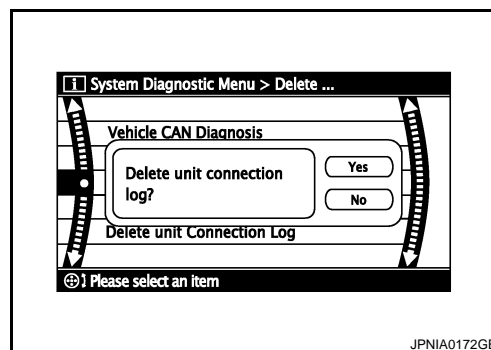 System Diagnostic Menu > Delete ...
Vehicle CAN Diagnosis
Delete unit connection
log?
Yes
No
Delete unit Connection Log
Please select an item
JPNIA0172GB